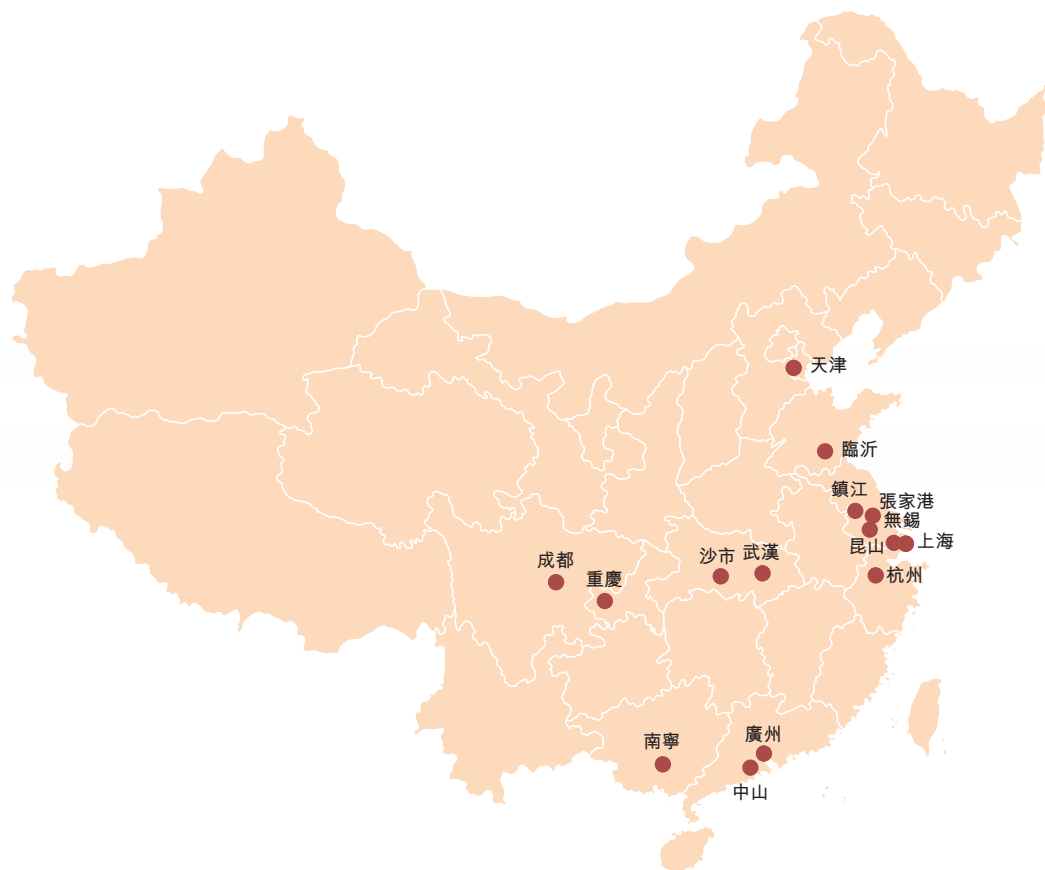 天津
臨沂
鎮江
張家港
無錫
昆山
上海
武漢
沙市
成都
重慶
杭州
廣州
南寧
中山